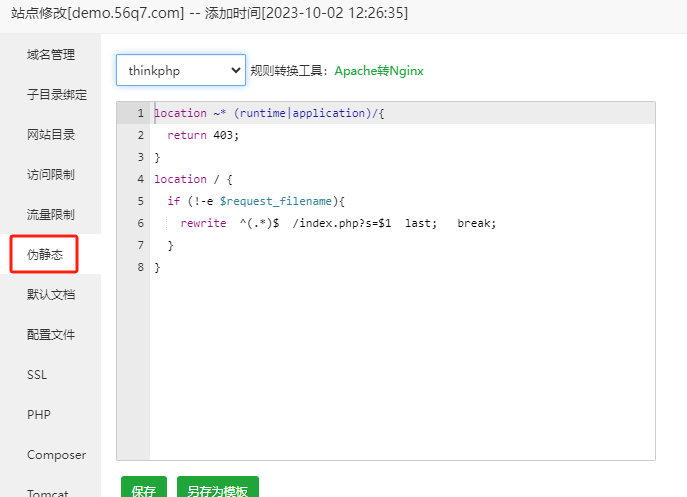 站点修改[demo.56q7.com] -- 添加时间[2023-10-02 12:26:35]
域名管理
子目录绑定
网站目录
访问限制
流量限制
伪静态
默认文档
配置文件
SSL
PHP
Composer
Tomcat
thinkphp 规则转换工具：Apache转Nginx
1 location ~* (runtime|application)/{
2   return 403;
3 }
4 location / {
5   if (!-e $request_filename){
6     rewrite  ^(.*)$  /index.php?s=$1  last;   break;
7   }
8 }
保存 另存为模板